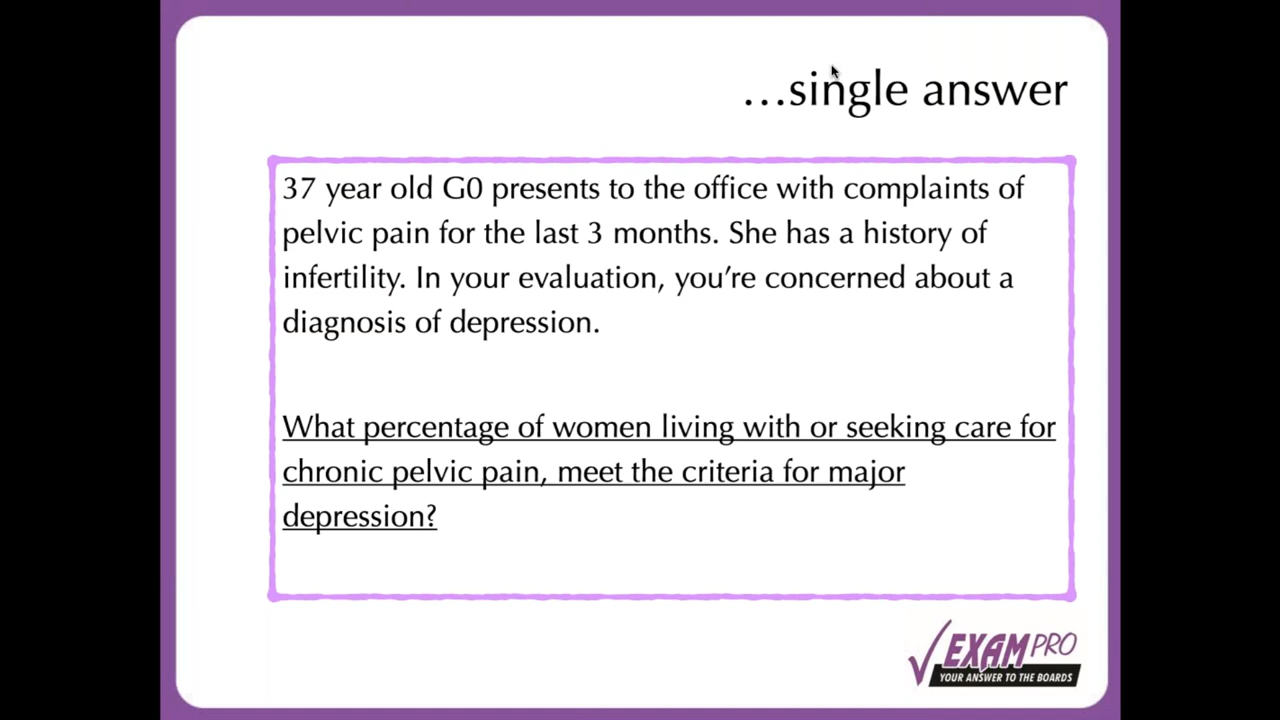 ...single answer
37 year old G0 presents to the office with complaints of
pelvic pain for the last 3 months. She has a history of
infertility. In your evaluation, you’re concerned about a
diagnosis of depression.
What percentage of women living with or seeking care for
chronic pelvic pain, meet the criteria for major
depression?
EXAMPRO
YOUR ANSWER TO THE BOARDS